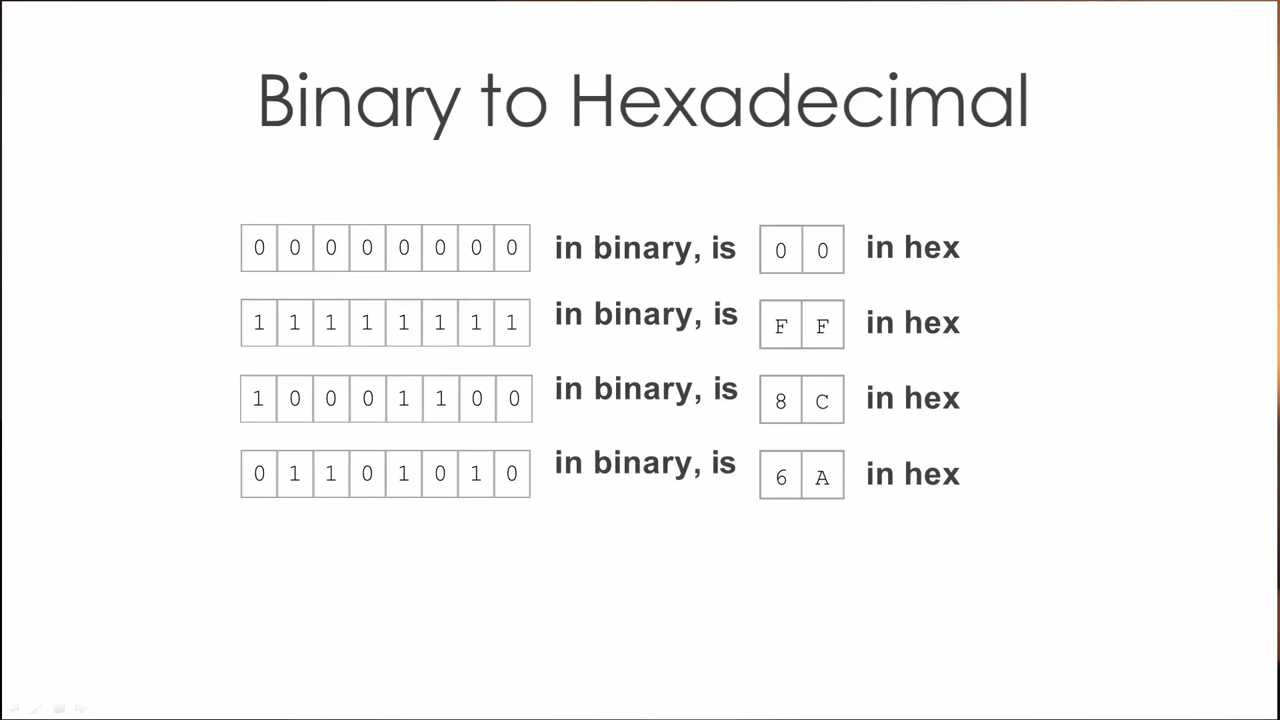 Binary to Hexadecimal
0 0 0 0 0 0 0 0 in binary, is 0 0 in hex
1 1 1 1 1 1 1 1 in binary, is F F in hex
1 0 0 0 1 1 0 0 in binary, is 8 C in hex
0 1 1 0 1 0 1 0 in binary, is 6 A in hex